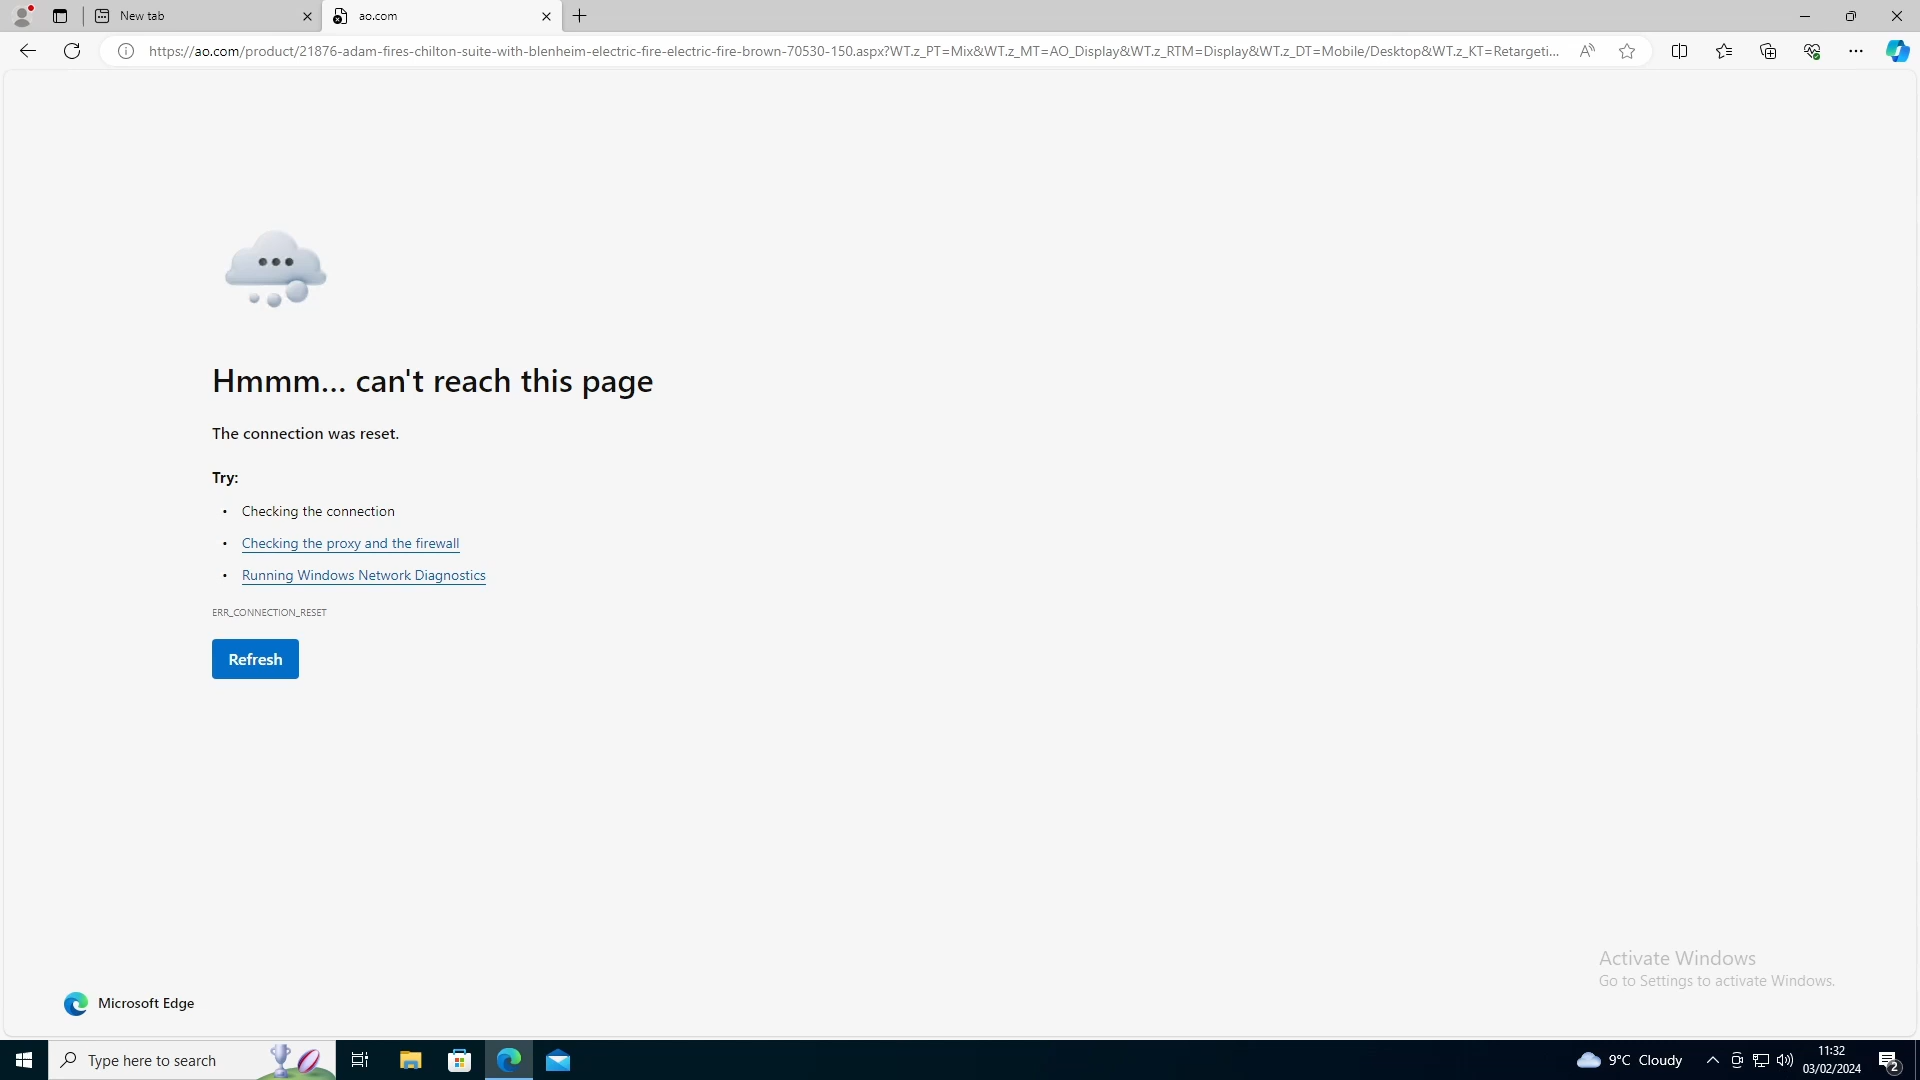 New tab
ao.com
https://ao.com/product/21876-adam-fires-chilton-suite-with-blenheim-electric-fire-electric-fire-brown-70530-150.aspx?WT.z_PT=Mix&WT.z_MT=AO_Display&WT.z_RTM=Display&WT.z_DT=Mobile/Desktop&WT.z_KT=Retargeti...
Hmmm... can't reach this page
The connection was reset.
Try:
• Checking the connection
• Checking the proxy and the firewall
• Running Windows Network Diagnostics
ERR_CONNECTION_RESET
Refresh
Activate Windows
Go to Settings to activate Windows.
Microsoft Edge
Type here to search
9°C Cloudy
11:32
03/02/2024
2